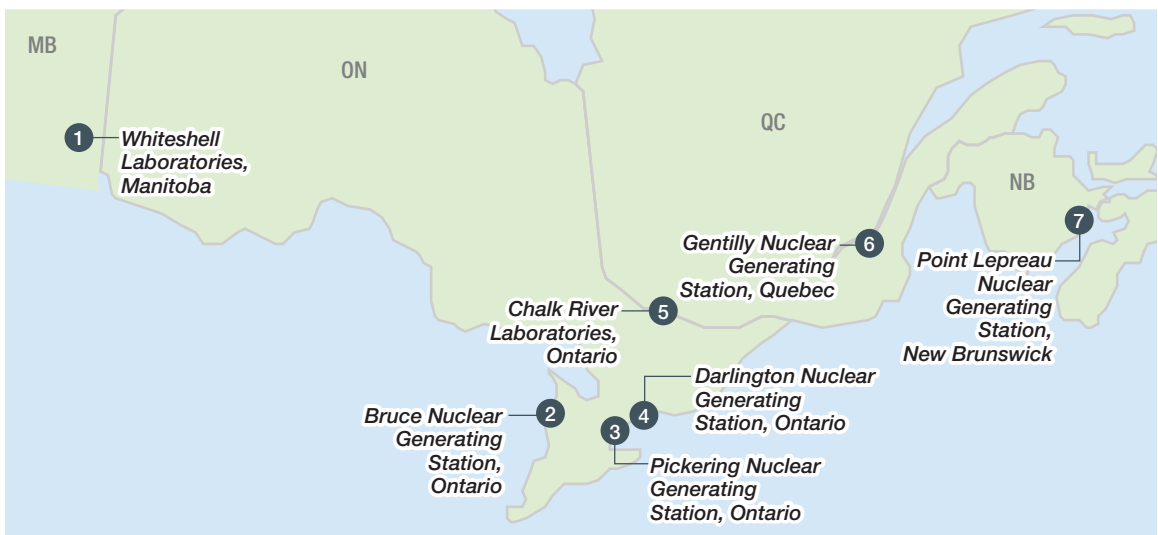 MB
ON
QC
NB
1
Whiteshell
Laboratories,
Manitoba
2
Bruce Nuclear
Generating
Station,
Ontario
3
Pickering Nuclear
Generating
Station, Ontario
4
Darlington Nuclear
Generating
Station, Ontario
5
Chalk River
Laboratories,
Ontario
6
Gentilly Nuclear
Generating
Station, Quebec
7
Point Lepreau
Nuclear
Generating
Station,
New Brunswick